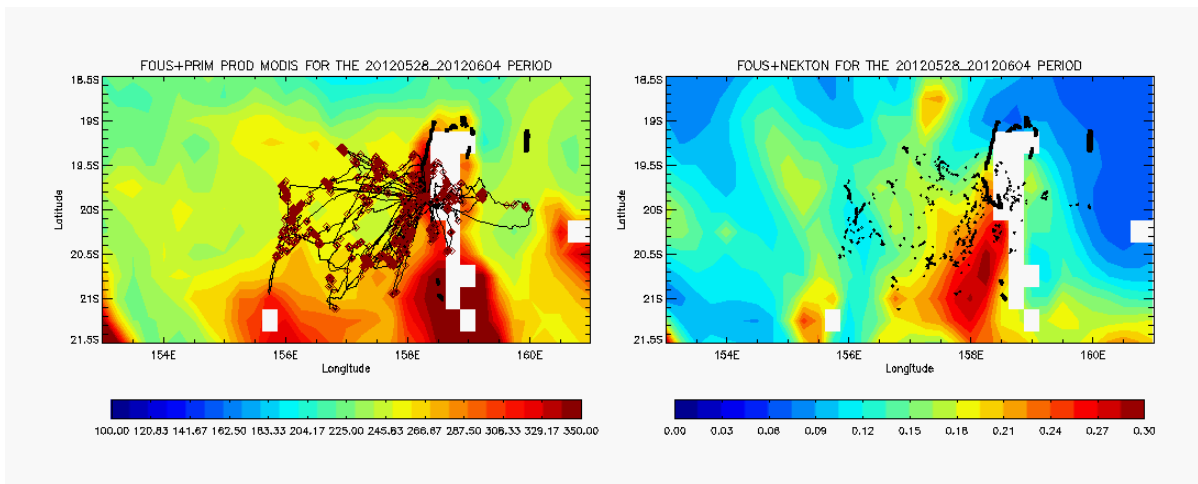 FOUS+PRIM PROD MODIS FOR THE 20120528_20120604 PERIOD
18.5S
19S
19.5S
20S
20.5S
21S
21.5S
Latitude
154E
156E
158E
160E
Longitude
100.00 120.83 141.67 162.50 183.33 204.17 225.00 245.83 266.67 287.50 308.33 329.17 350.00
FOUS+NEKTON FOR THE 20120528_20120604 PERIOD
18.5S
19S
19.5S
20S
20.5S
21S
21.5S
Latitude
154E
156E
158E
160E
Longitude
0.00 0.03 0.06 0.09 0.12 0.15 0.18 0.21 0.24 0.27 0.30